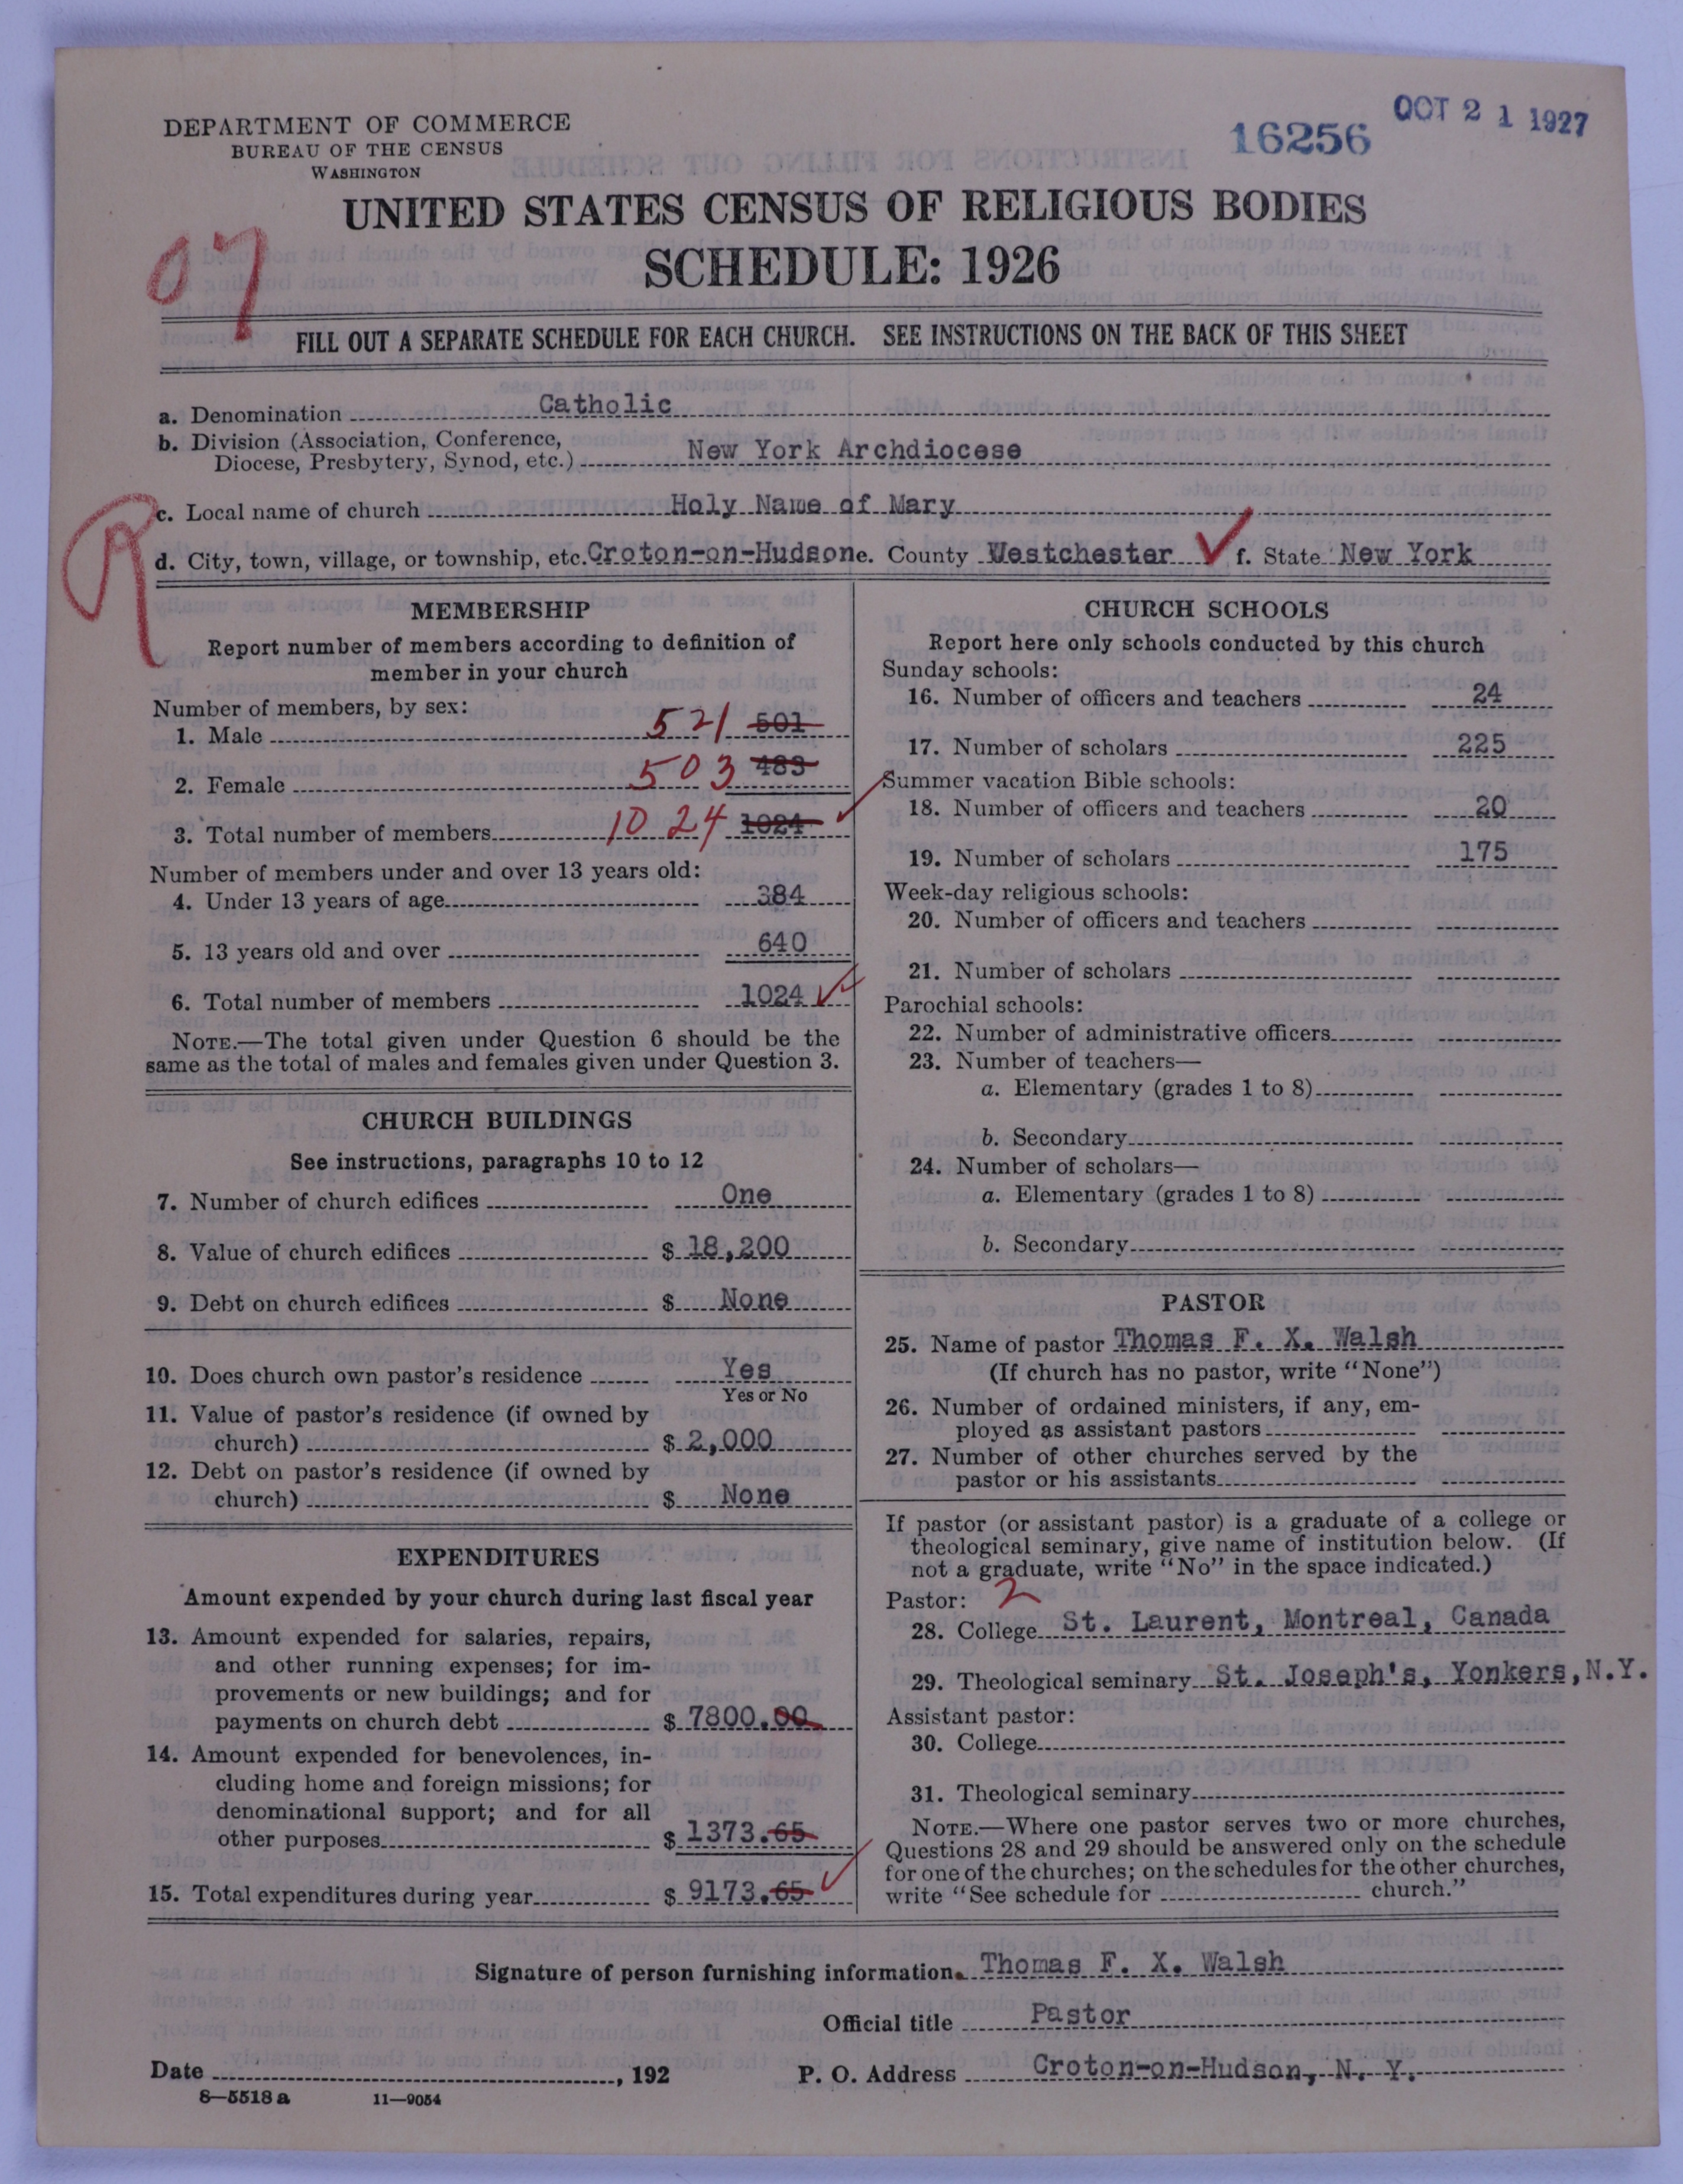 DEPARTMENT OF COMMERCE
BUREAU OF THE CENSUS
WASHINGTON
16256
OCT 21 1927
UNITED STATES CENSUS OF RELIGIOUS BODIES
SCHEDULE: 1926
07
FILL OUT A SEPARATE SCHEDULE FOR EACH CHURCH. SEE INSTRUCTIONS ON THE BACK OF THIS SHEET
a. Denomination Catholic
b. Division (Association, Conference,
Diocese, Presbytery, Synod, etc.) New York Archdiocese
R
c. Local name of church Holy Name of Mary
d. City, town, village, or township, etc. Croton-on-Hudson e. County Westchester ✓ f. State New York
MEMBERSHIP
Report number of members according to definition of
member in your church
Number of members, by sex:
1. Male 521 501
2. Female 503 483
3. Total number of members 1024 1024 ✓
Number of members under and over 13 years old:
4. Under 13 years of age 384
5. 13 years old and over 640
6. Total number of members 1024 ✓
NOTE.—The total given under Question 6 should be the
same as the total of males and females given under Question 3.
CHURCH BUILDINGS
See instructions, paragraphs 10 to 12
7. Number of church edifices One
8. Value of church edifices $ 18,200
9. Debt on church edifices $ None
10. Does church own pastor's residence Yes
Yes or No
11. Value of pastor's residence (if owned by
church) $ 2,000
12. Debt on pastor's residence (if owned by
church) $ None
EXPENDITURES
Amount expended by your church during last fiscal year
13. Amount expended for salaries, repairs,
and other running expenses; for im-
provements or new buildings; and for
payments on church debt $ 7800.00
14. Amount expended for benevolences, in-
cluding home and foreign missions; for
denominational support; and for all
other purposes $ 1373.65
15. Total expenditures during year $ 9173.65 ✓
CHURCH SCHOOLS
Report here only schools conducted by this church
Sunday schools:
16. Number of officers and teachers 24
17. Number of scholars 225
Summer vacation Bible schools:
18. Number of officers and teachers 20
19. Number of scholars 175
Week-day religious schools:
20. Number of officers and teachers
21. Number of scholars
Parochial schools:
22. Number of administrative officers
23. Number of teachers—
a. Elementary (grades 1 to 8)
b. Secondary
24. Number of scholars—
a. Elementary (grades 1 to 8)
b. Secondary
PASTOR
25. Name of pastor Thomas F. X. Walsh
(If church has no pastor, write "None")
26. Number of ordained ministers, if any, em-
ployed as assistant pastors
27. Number of other churches served by the
pastor or his assistants
If pastor (or assistant pastor) is a graduate of a college or
theological seminary, give name of institution below. (If
not a graduate, write "No" in the space indicated.)
Pastor: 2
28. College St. Laurent, Montreal, Canada
29. Theological seminary St. Joseph's, Yonkers, N.Y.
Assistant pastor:
30. College
31. Theological seminary
NOTE.—Where one pastor serves two or more churches,
Questions 28 and 29 should be answered only on the schedule
for one of the churches; on the schedules for the other churches,
write "See schedule for church."
Signature of person furnishing information. Thomas F. X. Walsh
Official title Pastor
Date , 192 P. O. Address Croton-on-Hudson, N. Y.
8—5518 a 11—9054